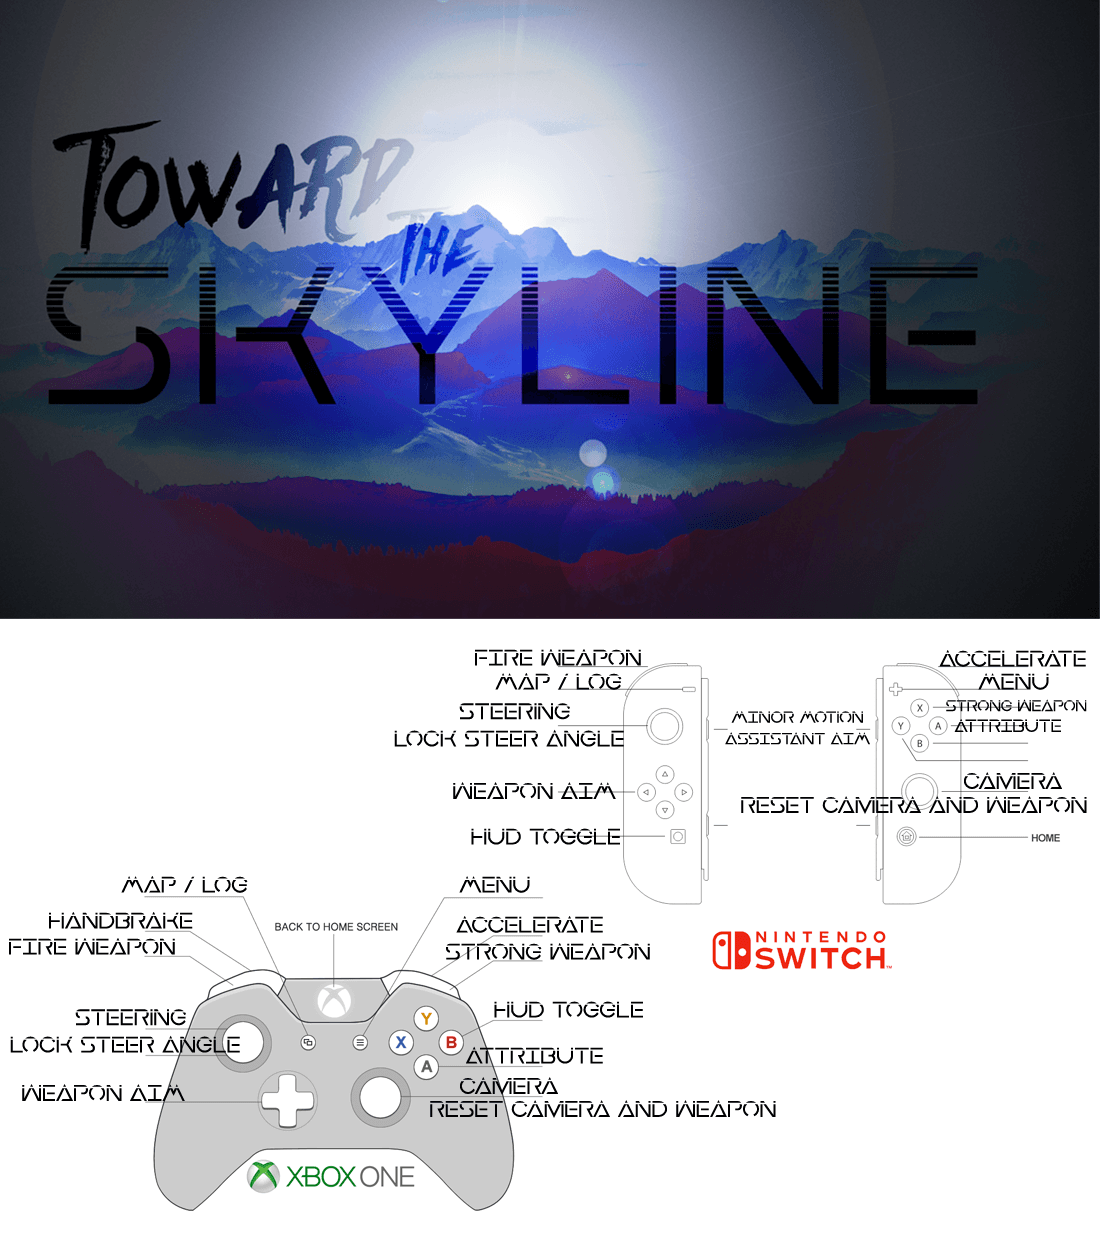 TOWARD
THE
SKYLINE
FIRE WEAPON
MAP / LOG
STEERING
LOCK STEER ANGLE
WEAPON AIM
HUD TOGGLE
MINOR MOTION
ASSISTANT AIM
ACCELERATE
MENU
STRONG WEAPON
ATTRIBUTE
X
Y
A
B
CAMERA
RESET CAMERA AND WEAPON
HOME
NINTENDO
SWITCH™
MAP / LOG
HANDBRAKE
FIRE WEAPON
STEERING
LOCK STEER ANGLE
WEAPON AIM
BACK TO HOME SCREEN
MENU
ACCELERATE
STRONG WEAPON
HUD TOGGLE
Y
X
B
A
ATTRIBUTE
CAMERA
RESET CAMERA AND WEAPON
XBOX ONE